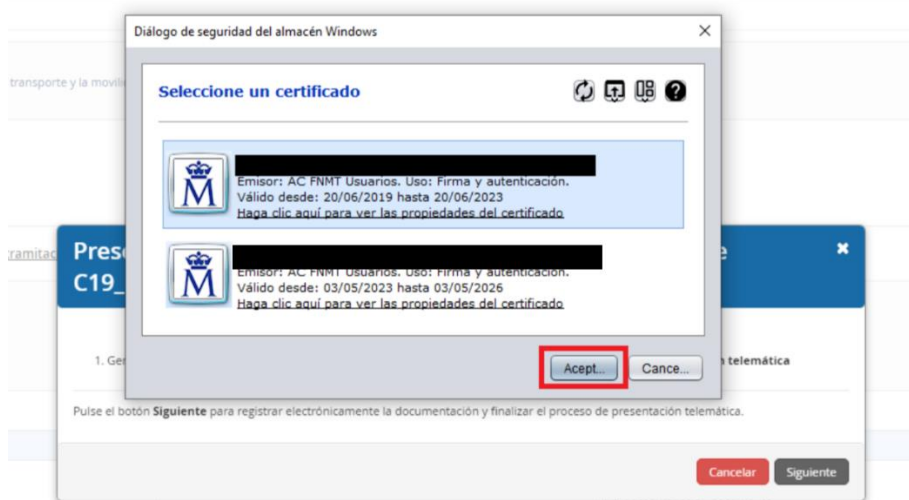 Diálogo de seguridad del almacén Windows
transporte y la movili
Seleccione un certificado
Emisor: AC FNMT Usuarios. Uso: Firma y autenticación.
Válido desde: 20/06/2019 hasta 20/06/2023
Haga clic aquí para ver las propiedades del certificado
Emisor: AC FNMT Usuarios. Uso: Firma y autenticación.
Válido desde: 03/05/2023 hasta 03/05/2026
Haga clic aquí para ver las propiedades del certificado
ramitac
Pres
C19_
1. Ge
n telemática
Acept... Cance...
Pulse el botón Siguiente para registrar electrónicamente la documentación y finalizar el proceso de presentación telemática.
Cancelar Siguiente